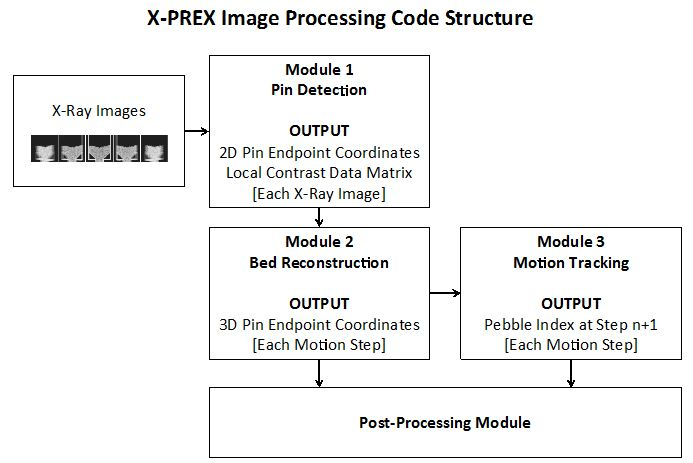 X-PREX Image Processing Code Structure
X-Ray Images
Module 1
Pin Detection
OUTPUT
2D Pin Endpoint Coordinates
Local Contrast Data Matrix
[Each X-Ray Image]
Module 2
Bed Reconstruction
OUTPUT
3D Pin Endpoint Coordinates
[Each Motion Step]
Module 3
Motion Tracking
OUTPUT
Pebble Index at Step n+1
[Each Motion Step]
Post-Processing Module